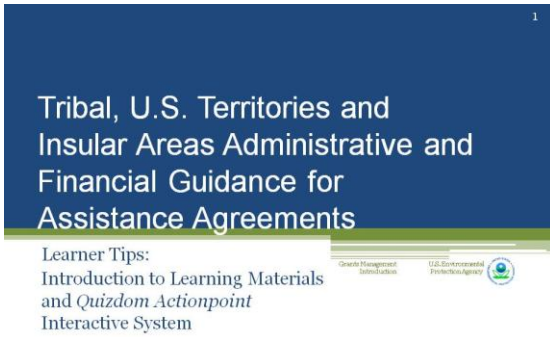 1
Tribal, U.S. Territories and
Insular Areas Administrative and
Financial Guidance for
Assistance Agreements
Learner Tips:
Introduction to Learning Materials
and Quizdom Actionpoint
Interactive System
Grants Management
Introduction
U.S. Environmental
Protection Agency